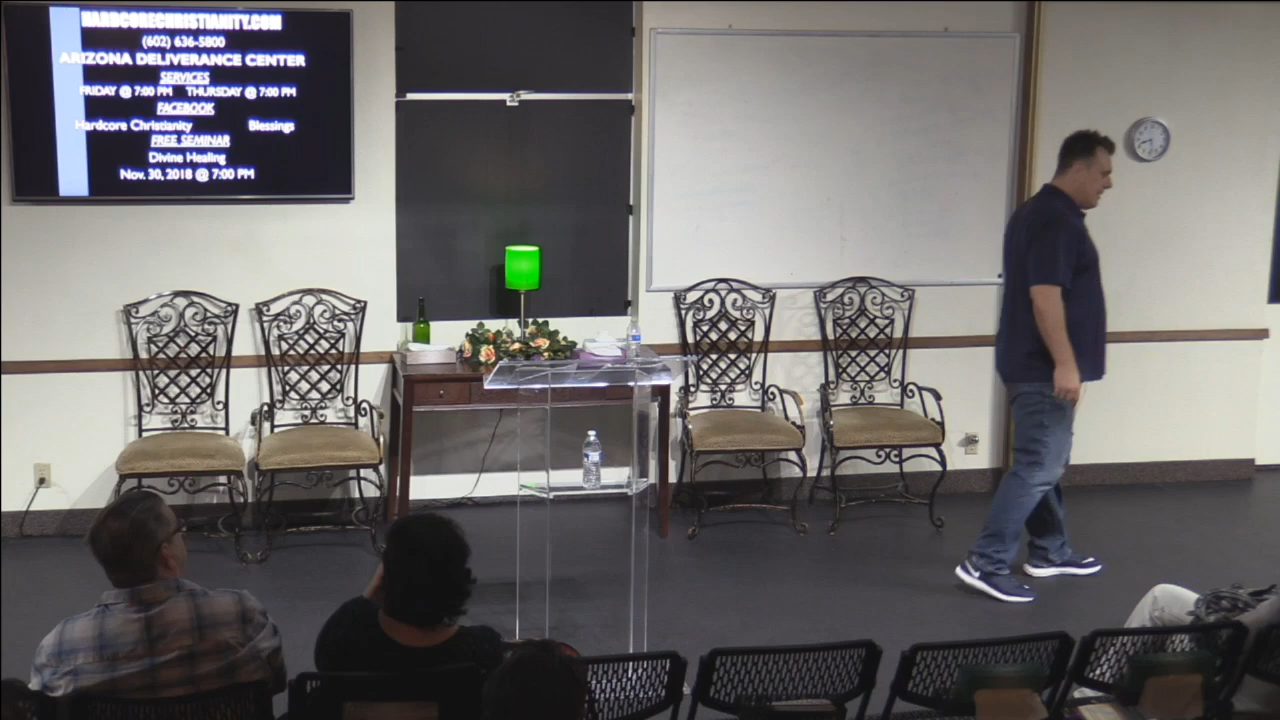 HARDCORECHRISTIANITY.COM
(602) 636-5800
ARIZONA DELIVERANCE CENTER
SERVICES
FRIDAY @ 7:00 PM THURSDAY @ 7:00 PM
FACEBOOK
Hardcore Christianity Blessings
FREE SEMINAR
Divine Healing
Nov. 30, 2018 @ 7:00 PM